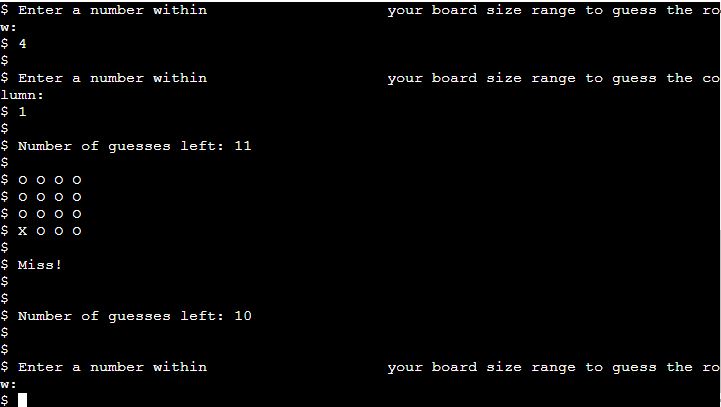 $ Enter a number within                    your board size range to guess the ro
w:
$ 4
$
$ Enter a number within                    your board size range to guess the co
lumn:
$ 1
$
$ Number of guesses left: 11
$
$ o o o o
$ o o o o
$ o o o o
$ x o o o
$
$ Miss!
$
$
$ Number of guesses left: 10
$
$
$ Enter a number within                    your board size range to guess the ro
w:
$